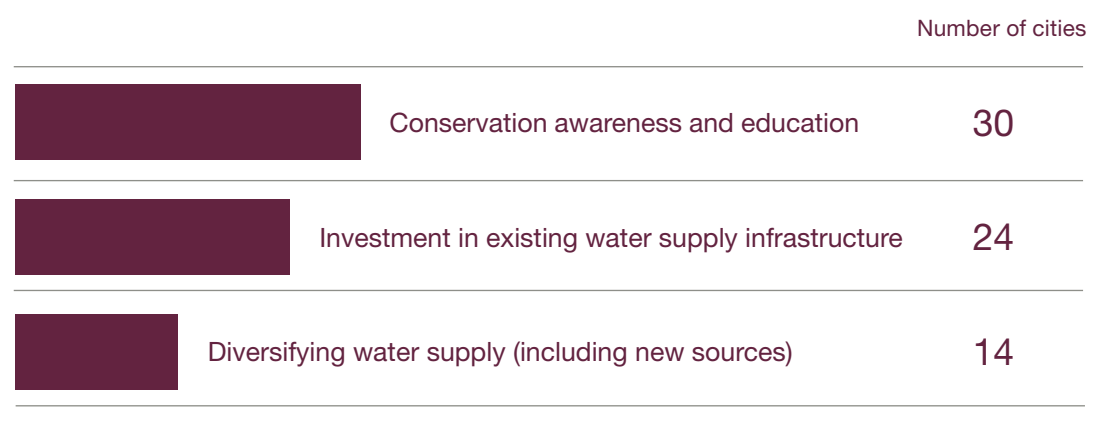 Number of cities
Conservation awareness and education 30
Investment in existing water supply infrastructure 24
Diversifying water supply (including new sources) 14